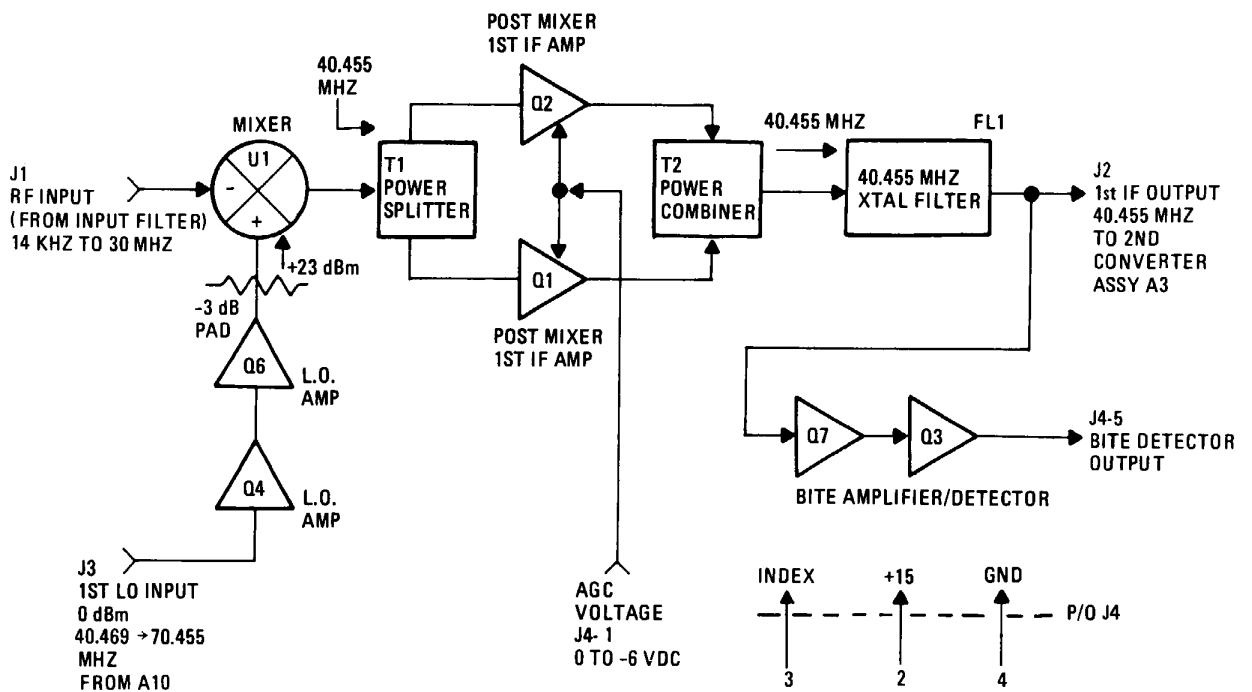 POST MIXER
1ST IF AMP
40.455
MHZ
Q2
MIXER
U1
-
+
J1
RF INPUT
(FROM INPUT FILTER)
14 KHZ TO 30 MHZ
T1
POWER
SPLITTER
T2
POWER
COMBINER
40.455 MHZ
FL1
40.455 MHZ
XTAL FILTER
J2
1st IF OUTPUT
40.455 MHZ
TO 2ND
CONVERTER
ASSY A3
+23 dBm
-3 dB
PAD
Q1
POST MIXER
1ST IF AMP
Q6
L.O.
AMP
Q4
L.O.
AMP
Q7
Q3
J4-5
BITE DETECTOR
OUTPUT
BITE AMPLIFIER/DETECTOR
J3
1ST LO INPUT
0 dBm
40.469 → 70.455
MHZ
FROM A10
AGC
VOLTAGE
J4-1
0 TO -6 VDC
INDEX
+15
GND
P/O J4
3
2
4